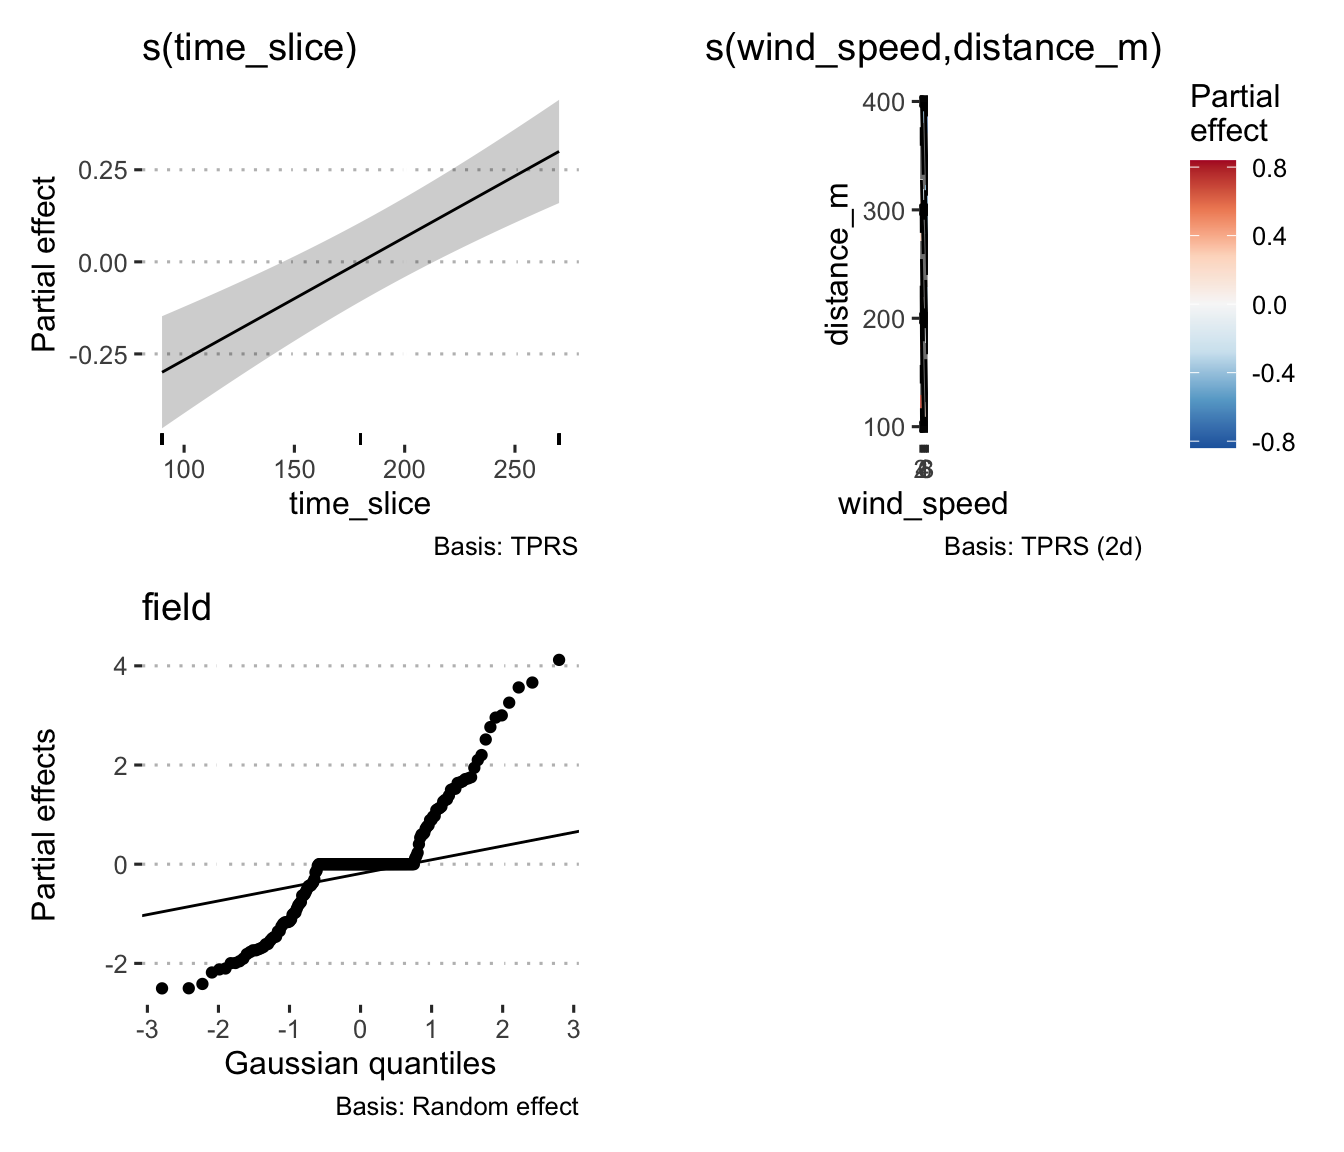 s(time_slice)
Partial effect
0.25
0.00
-0.25
100 150 200 250
time_slice
Basis: TPRS
s(wind_speed,distance_m)
distance_m
400
300
200
100
wind_speed
Basis: TPRS (2d)
Partial
effect
0.8
0.4
0.0
-0.4
-0.8
field
Partial effects
4
2
0
-2
-3 -2 -1 0 1 2 3
Gaussian quantiles
Basis: Random effect